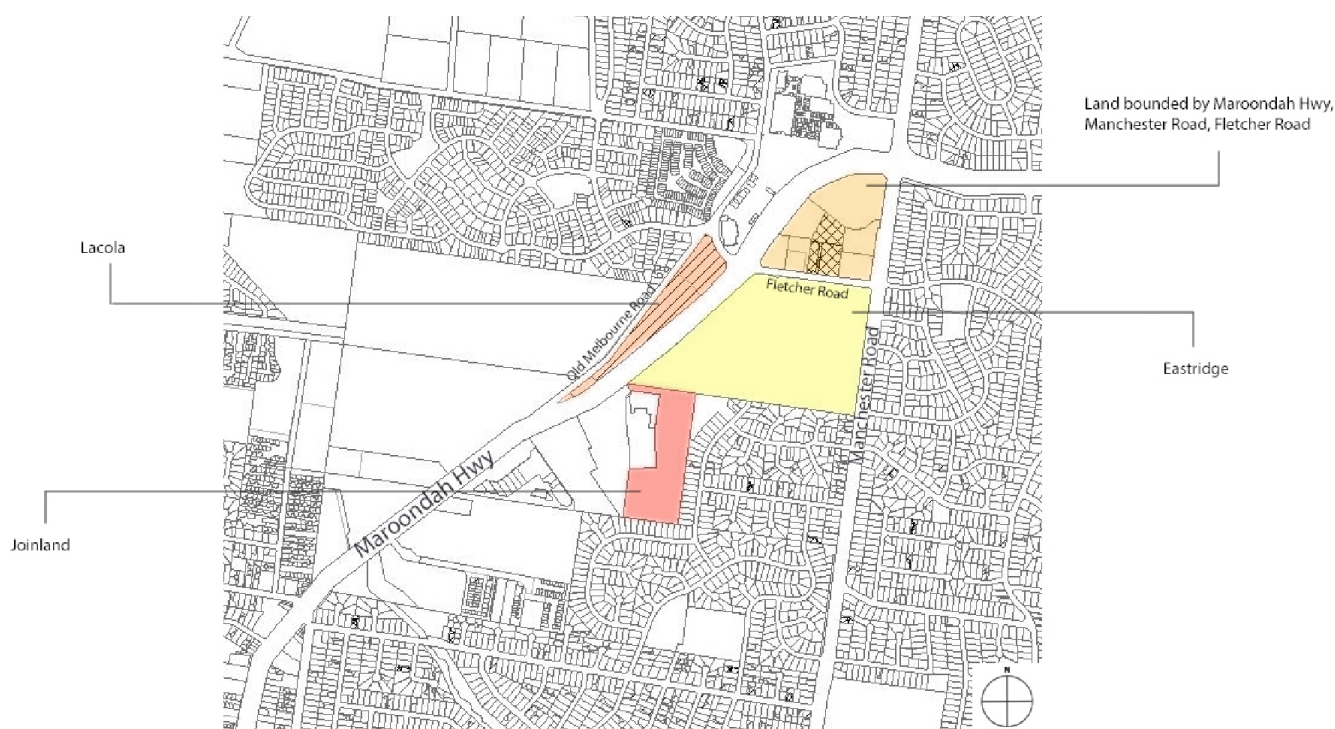 Land bounded by Maroondah Hwy,
Manchester Road, Fletcher Road
Lacola
Old Melbourne Road
Fletcher Road
Eastridge
Manchester Road
Maroondah Hwy
Joinland
N